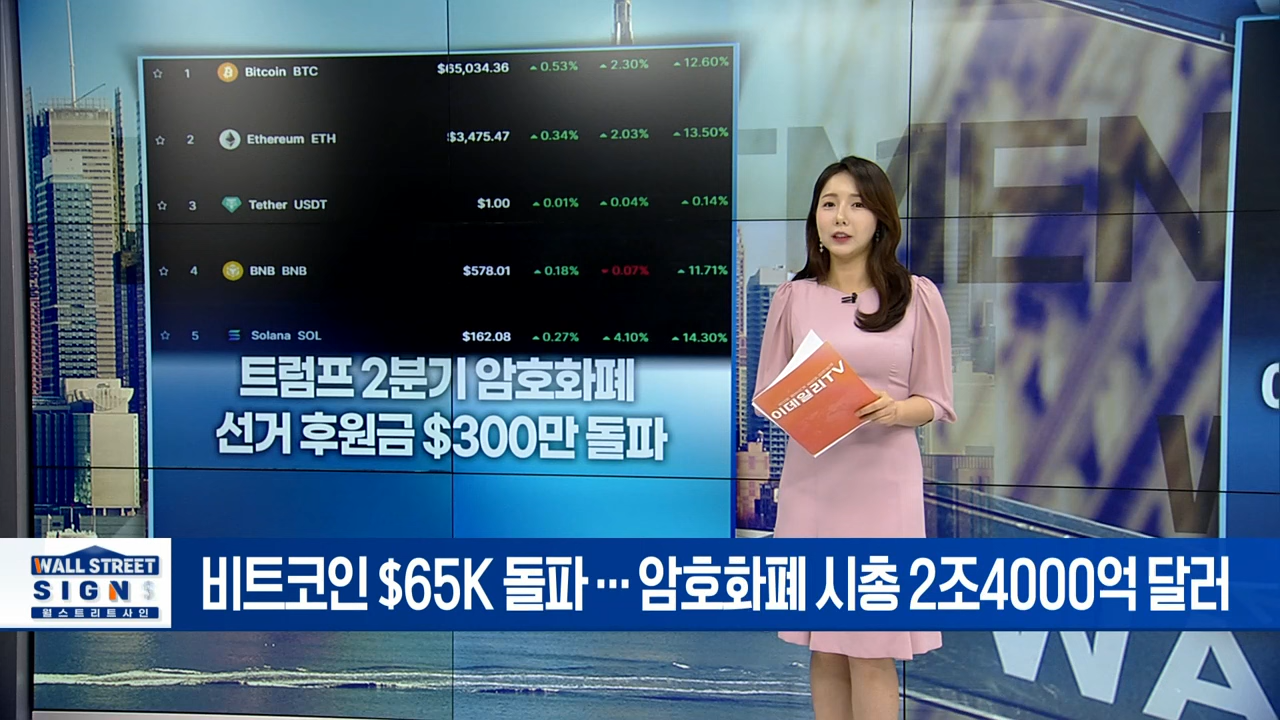 1 Bitcoin BTC $65,034.36 0.53% 2.30% 12.60%
2 Ethereum ETH $3,475.47 0.34% 2.03% 13.50%
3 Tether USDT $1.00 0.01% 0.04% 0.14%
4 BNB BNB $578.01 0.18% 0.07% 11.71%
5 Solana SOL $162.08 0.27% 4.10% 14.30%
트럼프 2분기 암호화폐
선거 후원금 $300만 돌파
TMEN
이데일리TV
W
WALL STREET
SIGN$
월스트리트사인
비트코인 $65K 돌파… 암호화폐 시총 2조4000억 달러
WA